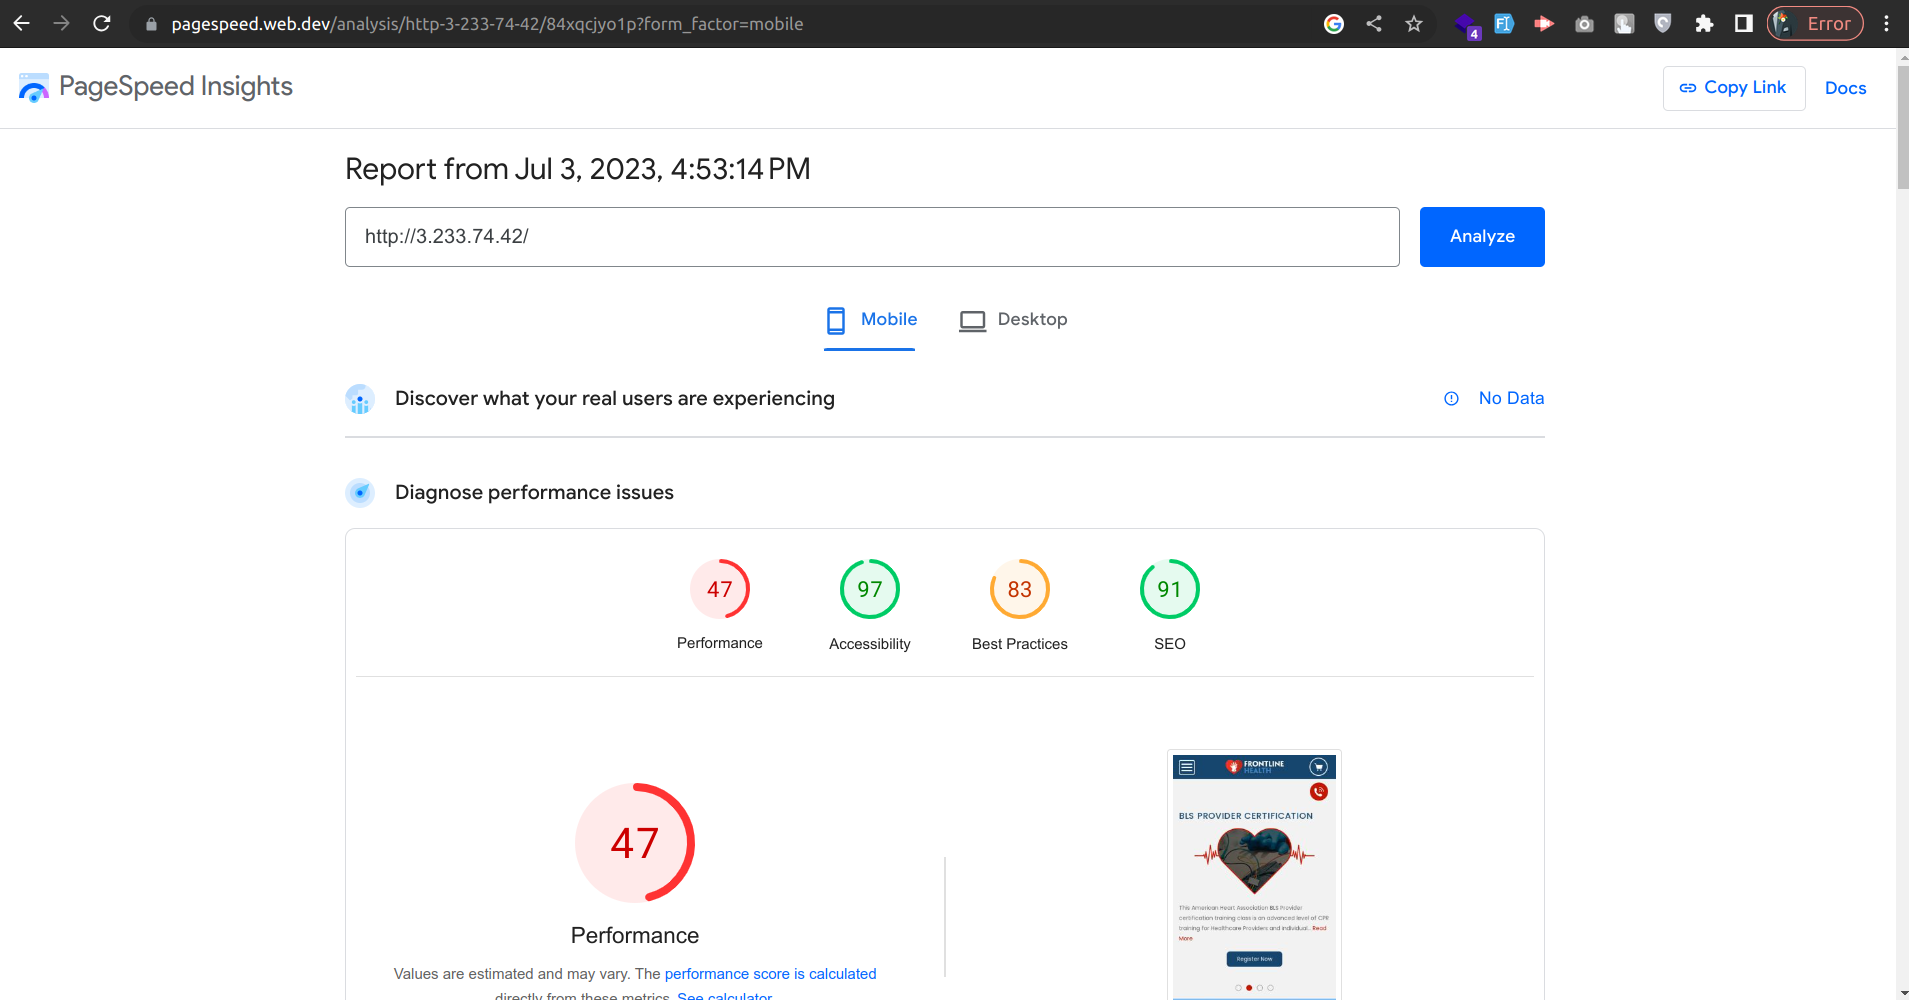 pagespeed.web.dev/analysis/http-3-233-74-42/84xqcjyo1p?form_factor=mobile
4
Error
PageSpeed Insights
Copy Link
Docs
Report from Jul 3, 2023, 4:53:14 PM
http://3.233.74.42/
Analyze
Mobile
Desktop
Discover what your real users are experiencing
No Data
Diagnose performance issues
47
97
83
91
Performance
Accessibility
Best Practices
SEO
47
Performance
Values are estimated and may vary. The performance score is calculated
directly from these metrics. See calculator.
FRONTLINE
HEALTH
BLS PROVIDER CERTIFICATION
This American Heart Association BLS Provider
certification training class is an advanced level of CPR
training for Healthcare Providers and individual... Read
More
Register Now